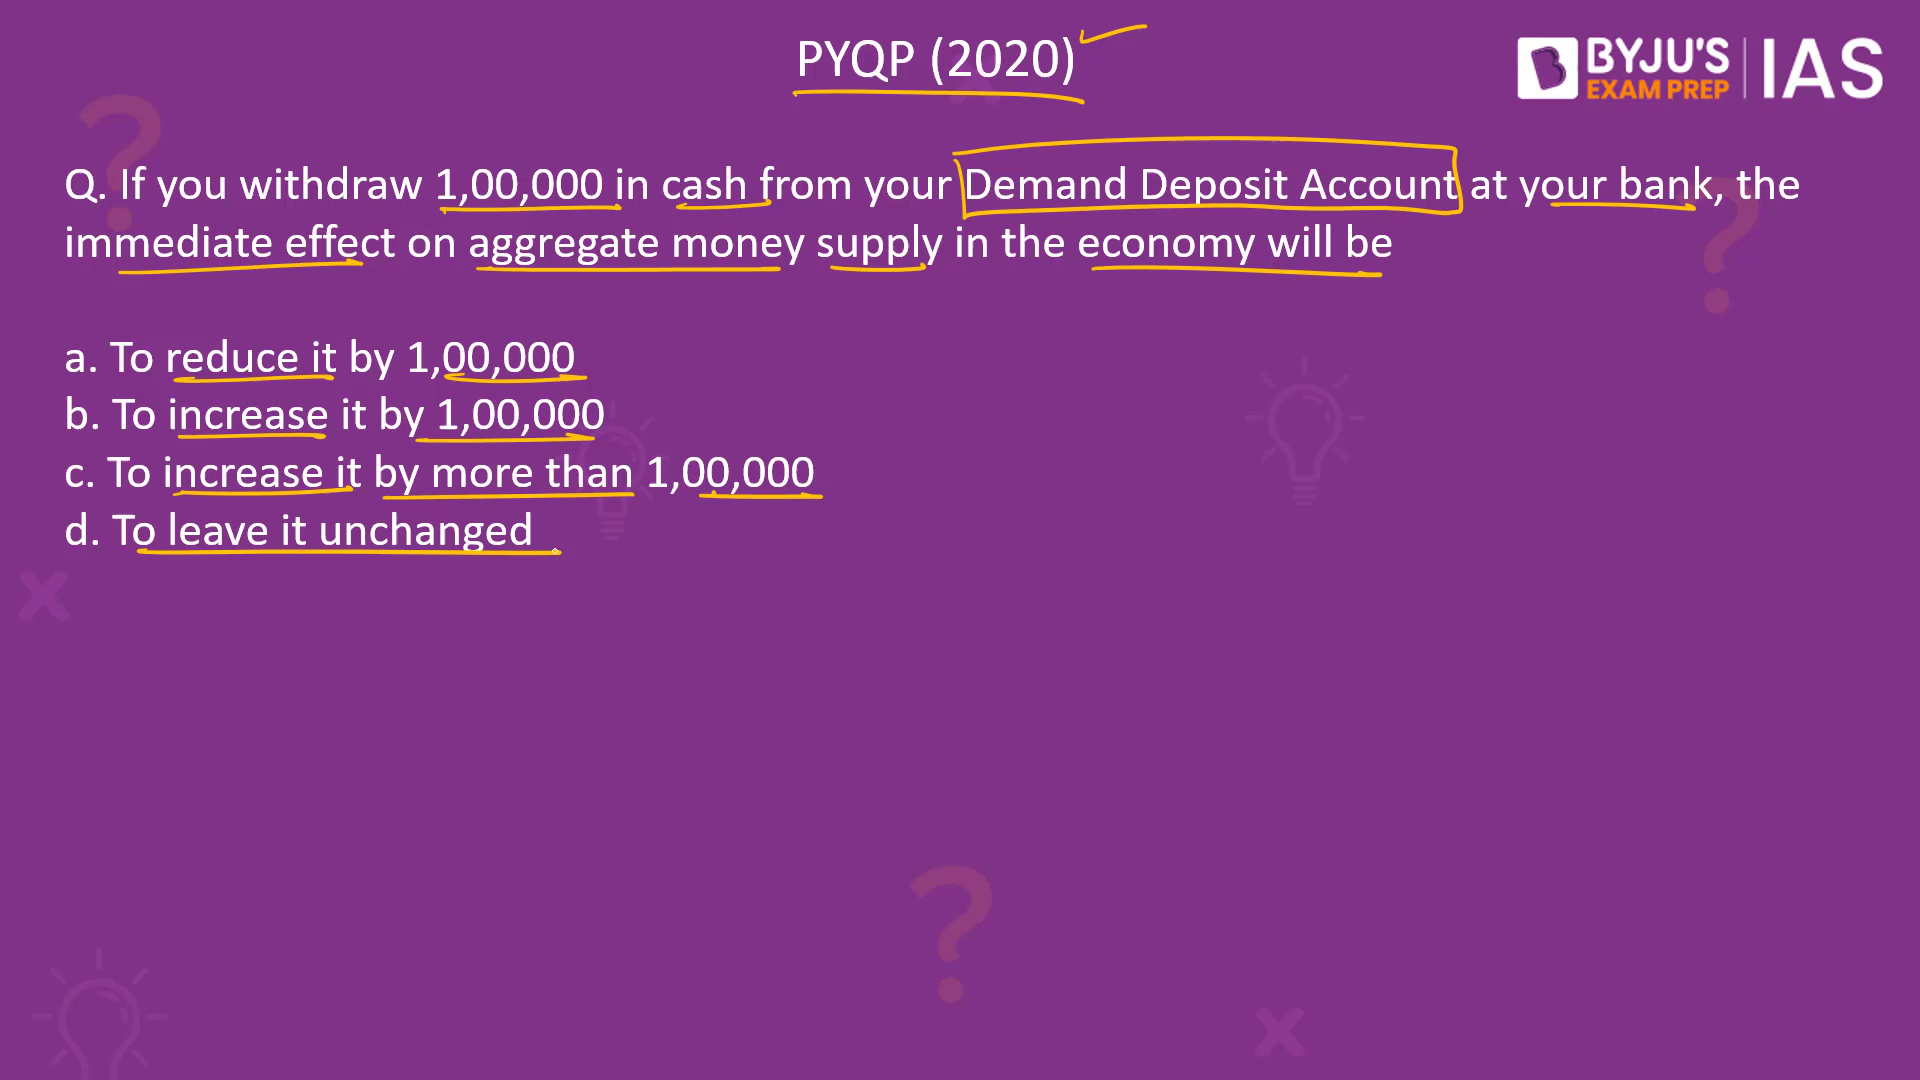 PYQP (2020)
BYJU'S
EXAM PREP
IAS
Q. If you withdraw 1,00,000 in cash from your Demand Deposit Account at your bank, the
immediate effect on aggregate money supply in the economy will be
a. To reduce it by 1,00,000
b. To increase it by 1,00,000
c. To increase it by more than 1,00,000
d. To leave it unchanged